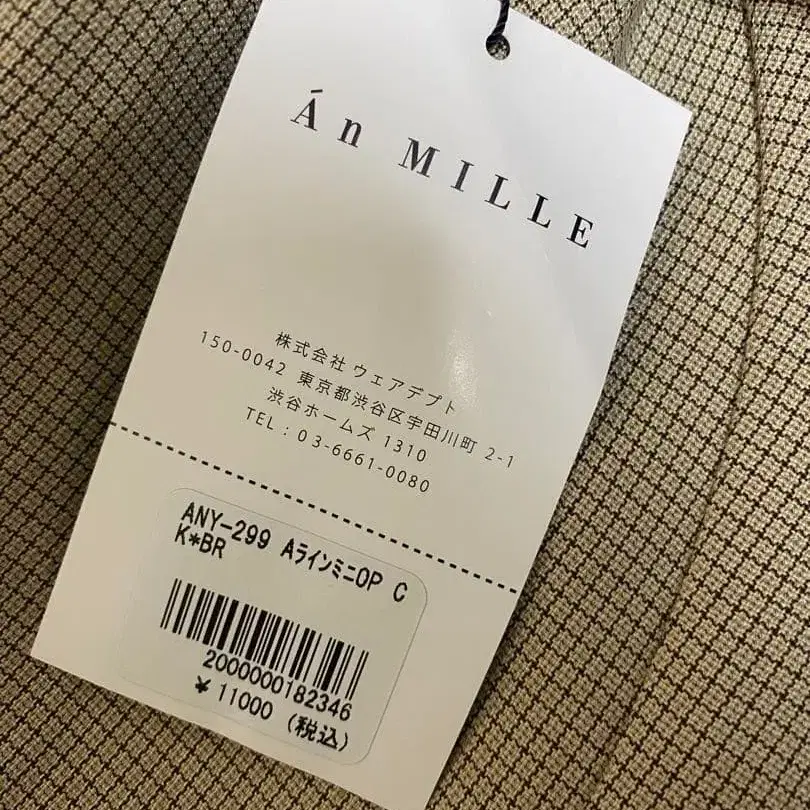 Án MILLE
株式会社ウェアデプト
150-0042 東京都渋谷区宇田川町 2-1
渋谷ホームズ 1310
TEL : 03-6661-0080
ANY-299 AﾗｲﾝﾐﾆOP C
K*BR
2000000182346
¥ 11000 (税込)